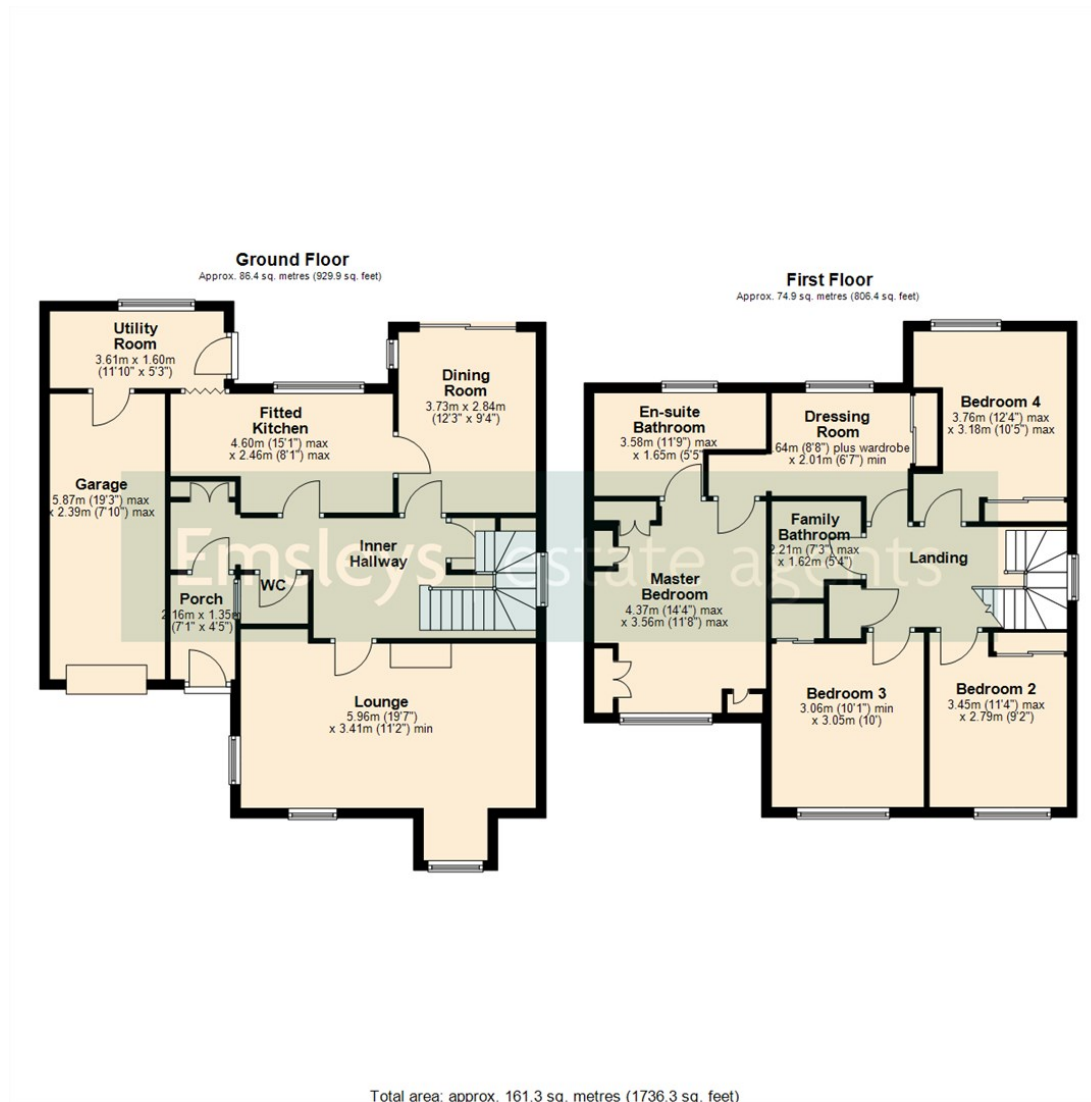 Ground Floor
Approx. 86.4 sq. metres (929.9 sq. feet)
Utility
Room
3.61m x 1.60m
(11'10" x 5'3")
Dining
Room
3.73m x 2.84m
(12'3" x 9'4")
Fitted
Kitchen
4.60m (15'1") max
x 2.46m (8'1") max
Garage
5.87m (19'3") max
x 2.39m (7'10") max
Inner
Hallway
WC
Porch
2.16m x 1.35m
(7'1" x 4'5")
Lounge
5.96m (19'7")
x 3.41m (11'2") min
First Floor
Approx. 74.9 sq. metres (806.4 sq. feet)
En-suite
Bathroom
3.58m (11'9") max
x 1.65m (5'5")
Dressing
Room
64m (8'8") plus wardrobe
x 2.01m (6'7") min
Bedroom 4
3.76m (12'4") max
x 3.18m (10'5") max
Family
Bathroom
2.21m (7'3") max
x 1.62m (5'4")
Landing
Master
Bedroom
4.37m (14'4") max
x 3.56m (11'8") max
Bedroom 3
3.06m (10'1") min
x 3.05m (10')
Bedroom 2
3.45m (11'4") max
x 2.79m (9'2")
Emsleys | estate agents
Total area: approx. 161.3 sq. metres (1736.3 sq. feet)